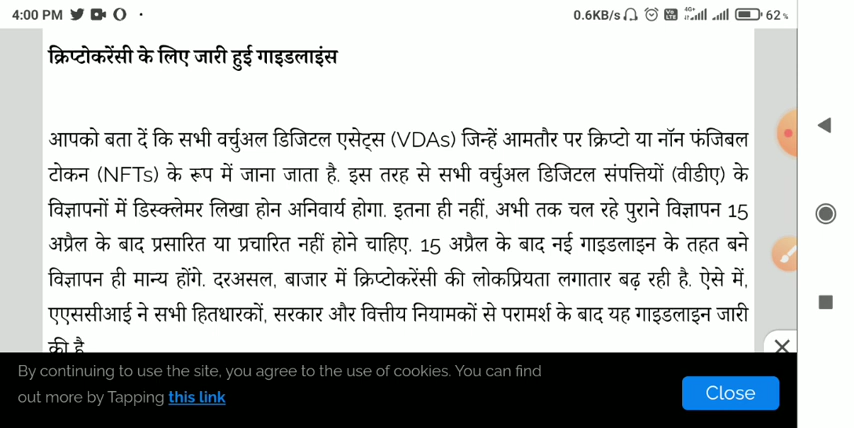 4:00 PM
0.6KB/s 4G+ 62%
क्रिप्टोकरेंसी के लिए जारी हुई गाइडलाइंस
आपको बता दें कि सभी वर्चुअल डिजिटल एसेट्स (VDAs) जिन्हें आमतौर पर क्रिप्टो या नॉन फंजिबल
टोकन (NFTs) के रूप में जाना जाता है. इस तरह से सभी वर्चुअल डिजिटल संपत्तियों (वीडीए) के
विज्ञापनों में डिस्क्लेमर लिखा होन अनिवार्य होगा. इतना ही नहीं, अभी तक चल रहे पुराने विज्ञापन 15
अप्रैल के बाद प्रसारित या प्रचारित नहीं होने चाहिए. 15 अप्रैल के बाद नई गाइडलाइन के तहत बने
विज्ञापन ही मान्य होंगे. दरअसल, बाजार में क्रिप्टोकरेंसी की लोकप्रियता लगातार बढ़ रही है. ऐसे में,
एएससीआई ने सभी हितधारकों, सरकार और वित्तीय नियामकों से परामर्श के बाद यह गाइडलाइन जारी
की है
By continuing to use the site, you agree to the use of cookies. You can find
out more by Tapping this link
Close